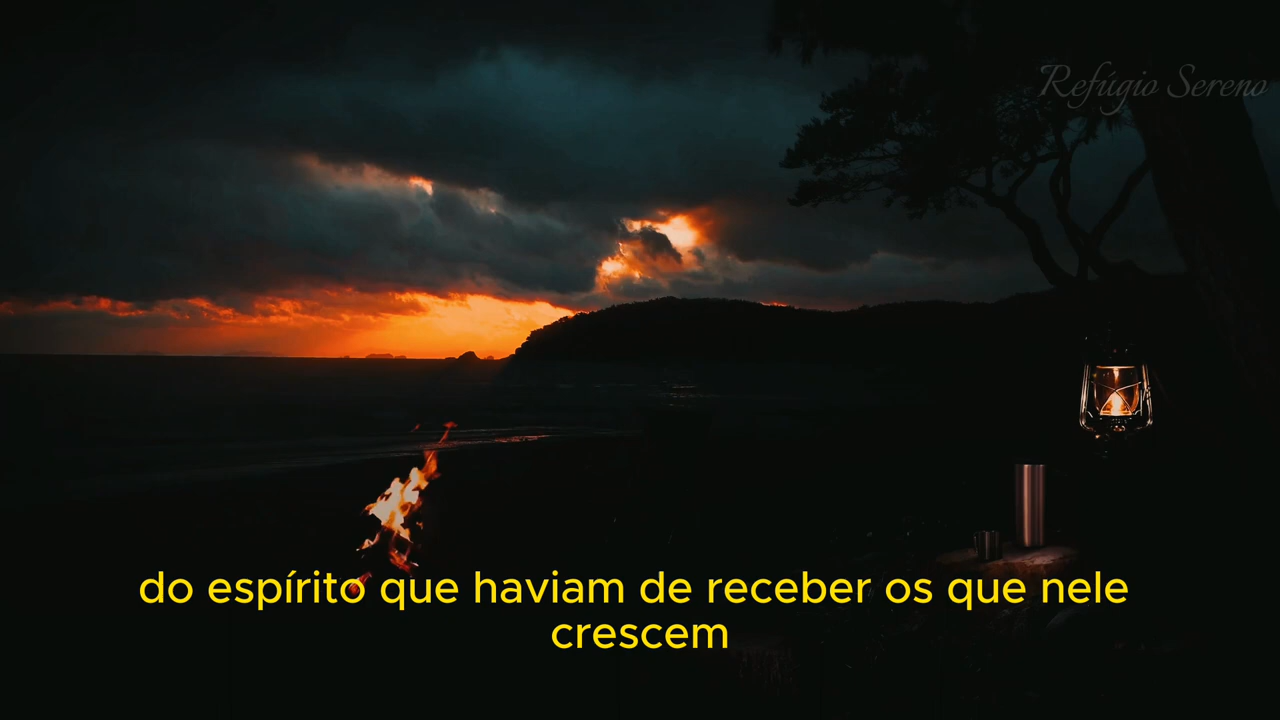 Refúgio Sereno
do espírito que haviam de receber os que nele
crescem